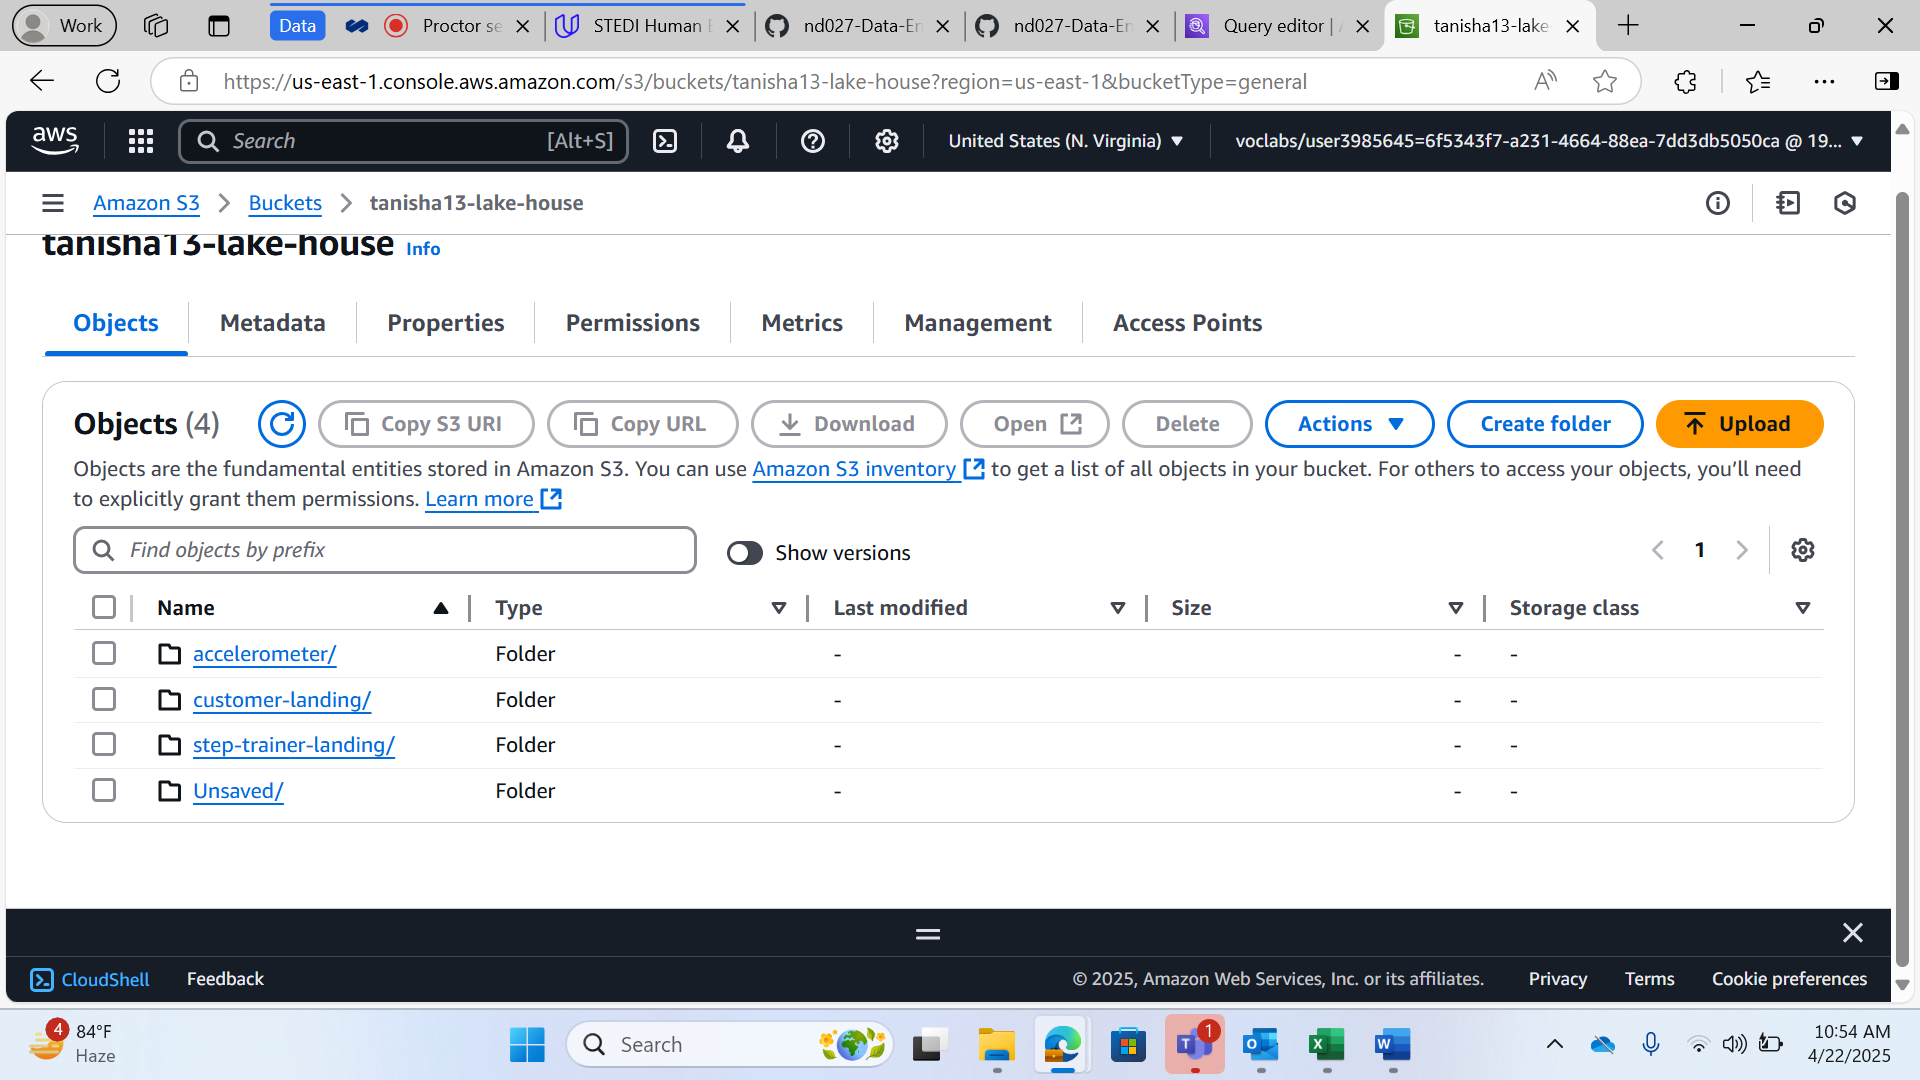 Work
Data
Proctor se
STEDI Human
nd027-Data-En
nd027-Data-En
Query editor |
tanisha13-lake-
https://us-east-1.console.aws.amazon.com/s3/buckets/tanisha13-lake-house?region=us-east-1&bucketType=general
aws
Search
[Alt+S]
United States (N. Virginia)
voclabs/user3985645=6f5343f7-a231-4664-88ea-7dd3db5050ca @ 19...
Amazon S3
Buckets
tanisha13-lake-house
tanisha13-lake-house Info
Objects
Metadata
Properties
Permissions
Metrics
Management
Access Points
Objects (4)
Copy S3 URI
Copy URL
Download
Open
Delete
Actions
Create folder
Upload
Objects are the fundamental entities stored in Amazon S3. You can use Amazon S3 inventory to get a list of all objects in your bucket. For others to access your objects, you’ll need
to explicitly grant them permissions. Learn more
Find objects by prefix
Show versions
1
Name
Type
Last modified
Size
Storage class
accelerometer/ Folder - - -
customer-landing/ Folder - - -
step-trainer-landing/ Folder - - -
Unsaved/ Folder - - -
CloudShell
Feedback
© 2025, Amazon Web Services, Inc. or its affiliates.
Privacy
Terms
Cookie preferences
4
84°F
Haze
Search
1
10:54 AM
4/22/2025